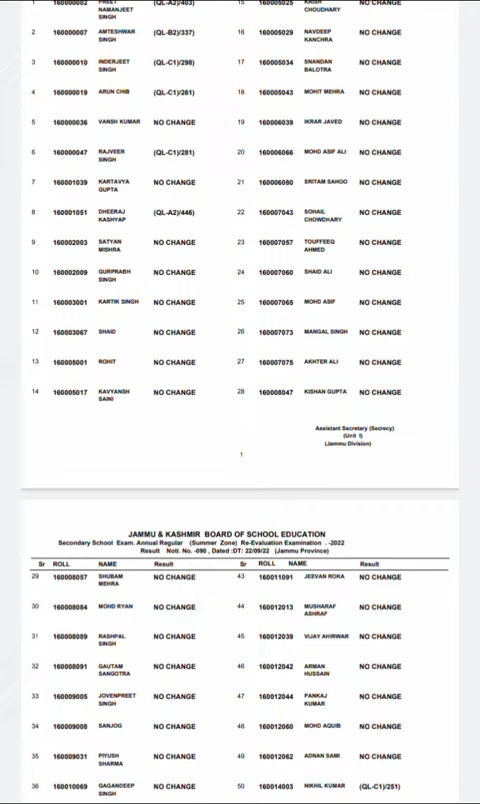 1 160000002 PREET (QL-A2)/403) 15 160005025 KRISH NO CHANGE
NAMANJEET CHOUDHARY
SINGH
2 160000007 AMTESHWAR (QL-B2)/337) 16 160005029 NAVDEEP NO CHANGE
SINGH KANCHRA
3 160000010 INDERJEET (QL-C1)/298) 17 160005034 SNANDAN NO CHANGE
SINGH BALOTRA
4 160000019 ARUN CHIB (QL-C1)/261) 18 160005043 MOHIT MEHRA NO CHANGE
5 160000036 VANSH KUMAR NO CHANGE 19 160006039 IKRAR JAVED NO CHANGE
6 160000047 RAJVEER (QL-C1)/281) 20 160006066 MOHD ASIF ALI NO CHANGE
SINGH
7 160001039 KARTAVYA NO CHANGE 21 160006080 SRITAM SAHOO NO CHANGE
GUPTA
8 160001051 DHEERAJ (QL-A2)/446) 22 160007043 SOHAIL NO CHANGE
KASHYAP CHOWDHARY
9 160002003 SATYAN NO CHANGE 23 160007057 TOUFFEEQ NO CHANGE
MISHRA AHMED
10 160002009 GURPRABH NO CHANGE 24 160007060 SHAID ALI NO CHANGE
SINGH
11 160003001 KARTIK SINGH NO CHANGE 25 160007065 MOHD ASIF NO CHANGE
12 160003067 SHAID NO CHANGE 26 160007073 MANGAL SINGH NO CHANGE
13 160005001 ROHIT NO CHANGE 27 160007075 AKHTER ALI NO CHANGE
14 160005017 KAVYANSH NO CHANGE 28 160008047 KISHAN GUPTA NO CHANGE
SAINI
Assistant Secretary (Secrecy)
(Unit I)
(Jammu Division)
1
JAMMU & KASHMIR BOARD OF SCHOOL EDUCATION
Secondary School Exam. Annual Regular (Summer Zone) Re-Evaluation Examination . -2022
Result Noti. No. -090 , Dated :DT: 22/09/22 (Jammu Province)
Sr ROLL NAME Result Sr ROLL NAME Result
29 160008057 SHUBAM NO CHANGE 43 160011091 JEEVAN ROKA NO CHANGE
MEHRA
30 160008084 MOHD RYAN NO CHANGE 44 160012013 MUSHARAF NO CHANGE
ASHRAF
31 160008089 RASHPAL NO CHANGE 45 160012039 VIJAY AHIRWAR NO CHANGE
SINGH
32 160008091 GAUTAM NO CHANGE 46 160012042 ARMAN NO CHANGE
SANGOTRA HUSSAIN
33 160009005 JOVENPREET NO CHANGE 47 160012044 PANKAJ NO CHANGE
SINGH KUMAR
34 160009008 SANJOG NO CHANGE 48 160012060 MOHD AQUIB NO CHANGE
35 160009031 PIYUSH NO CHANGE 49 160012062 ADNAN SAMI NO CHANGE
SHARMA
36 160010069 GAGANDEEP NO CHANGE 50 160014003 NIKHIL KUMAR (QL-C1)/251)
SINGH